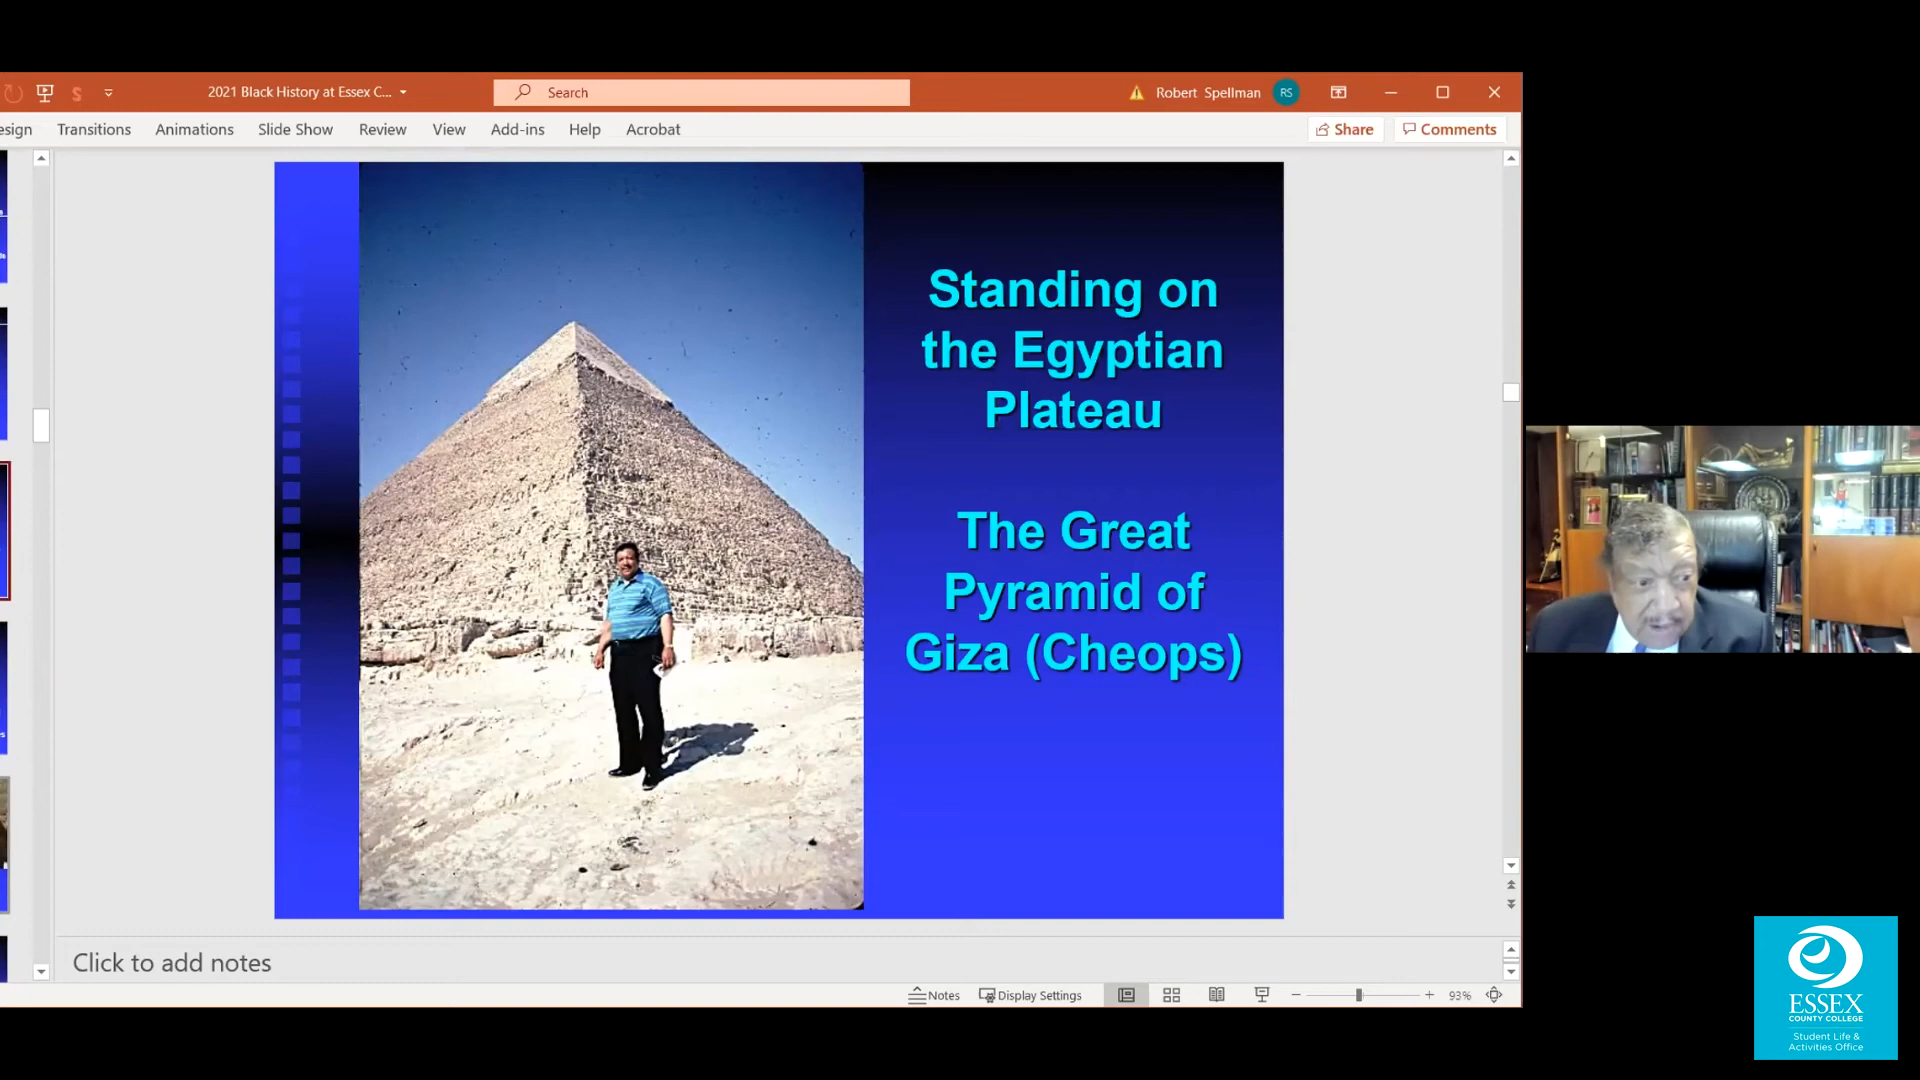 2021 Black History at Essex C...
Search
Robert Spellman
RS
esign
Transitions
Animations
Slide Show
Review
View
Add-ins
Help
Acrobat
Share
Comments
Standing on
the Egyptian
Plateau
The Great
Pyramid of
Giza (Cheops)
Click to add notes
Notes
Display Settings
93%
ESSEX
COUNTY COLLEGE
Student Life &
Activities Office